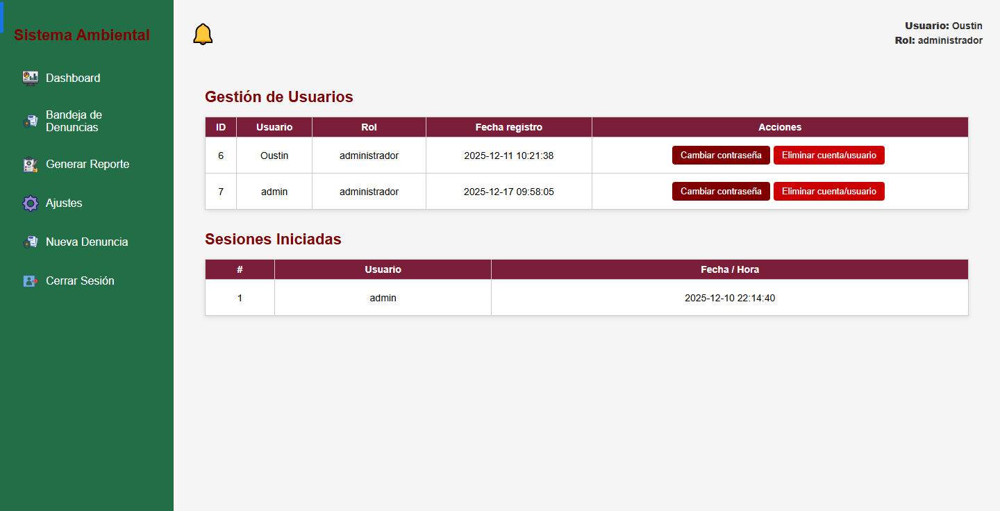 Sistema Ambiental
Usuario: Oustin
Rol: administrador
Dashboard
Bandeja de
Denuncias
Generar Reporte
Ajustes
Nueva Denuncia
Cerrar Sesión
Gestión de Usuarios
ID Usuario Rol Fecha registro Acciones
6 Oustin administrador 2025-12-11 10:21:38 Cambiar contraseña Eliminar cuenta/usuario
7 admin administrador 2025-12-17 09:58:05 Cambiar contraseña Eliminar cuenta/usuario
Sesiones Iniciadas
# Usuario Fecha / Hora
1 admin 2025-12-10 22:14:40